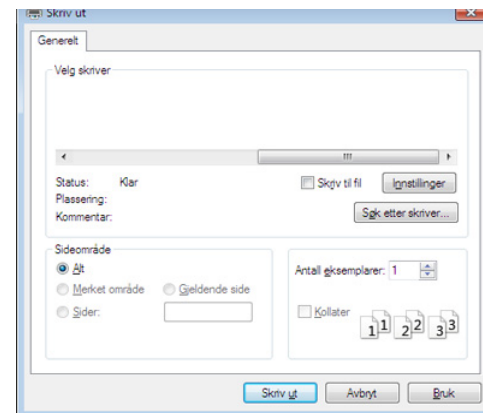 Skriv ut
Generelt
Velg skriver
Status: Klar
Skriv til fil
Innstillinger
Plassering:
Kommentar:
Søk etter skriver...
Sideområde
Alt
Merket område
Gjeldende side
Sider:
Antall eksemplarer: 1
Kollater
1 1 2 2 3 3
Skriv ut
Avbryt
Bruk